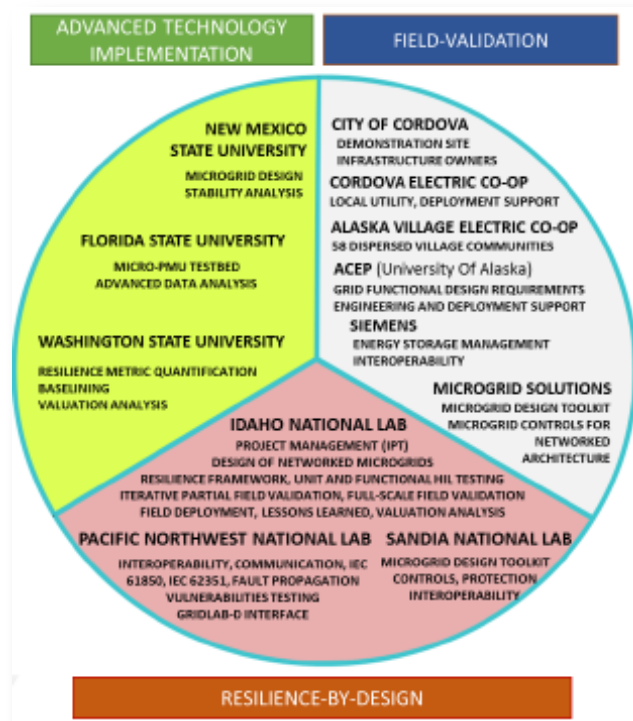 ADVANCED TECHNOLOGY
IMPLEMENTATION
FIELD-VALIDATION
NEW MEXICO
STATE UNIVERSITY
MICROGRID DESIGN
STABILITY ANALYSIS
FLORIDA STATE UNIVERSITY
MICRO-PMU TESTBED
ADVANCED DATA ANALYSIS
WASHINGTON STATE UNIVERSITY
RESILIENCE METRIC QUANTIFICATION
BASELINING
VALUATION ANALYSIS
CITY OF CORDOVA
DEMONSTRATION SITE
INFRASTRUCTURE OWNERS
CORDOVA ELECTRIC CO-OP
LOCAL UTILITY, DEPLOYMENT SUPPORT
ALASKA VILLAGE ELECTRIC CO-OP
58 DISPERSED VILLAGE COMMUNITIES
ACEP (University Of Alaska)
GRID FUNCTIONAL DESIGN REQUIREMENTS
ENGINEERING AND DEPLOYMENT SUPPORT
SIEMENS
ENERGY STORAGE MANAGEMENT
INTEROPERABILITY
MICROGRID SOLUTIONS
MICROGRID DESIGN TOOLKIT
MICROGRID CONTROLS FOR
NETWORKED
ARCHITECTURE
IDAHO NATIONAL LAB
PROJECT MANAGEMENT (IPT)
DESIGN OF NETWORKED MICROGRIDS
RESILIENCE FRAMEWORK, UNIT AND FUNCTIONAL HIL TESTING
ITERATIVE PARTIAL FIELD VALIDATION, FULL-SCALE FIELD VALIDATION
FIELD DEPLOYMENT, LESSONS LEARNED, VALUATION ANALYSIS
PACIFIC NORTHWEST NATIONAL LAB
INTEROPERABILITY, COMMUNICATION, IEC
61850, IEC 62351, FAULT PROPAGATION
VULNERABILITIES TESTING
GRIDLAB-D INTERFACE
SANDIA NATIONAL LAB
MICROGRID DESIGN TOOLKIT
CONTROLS, PROTECTION,
INTEROPERABILITY
RESILIENCE-BY-DESIGN